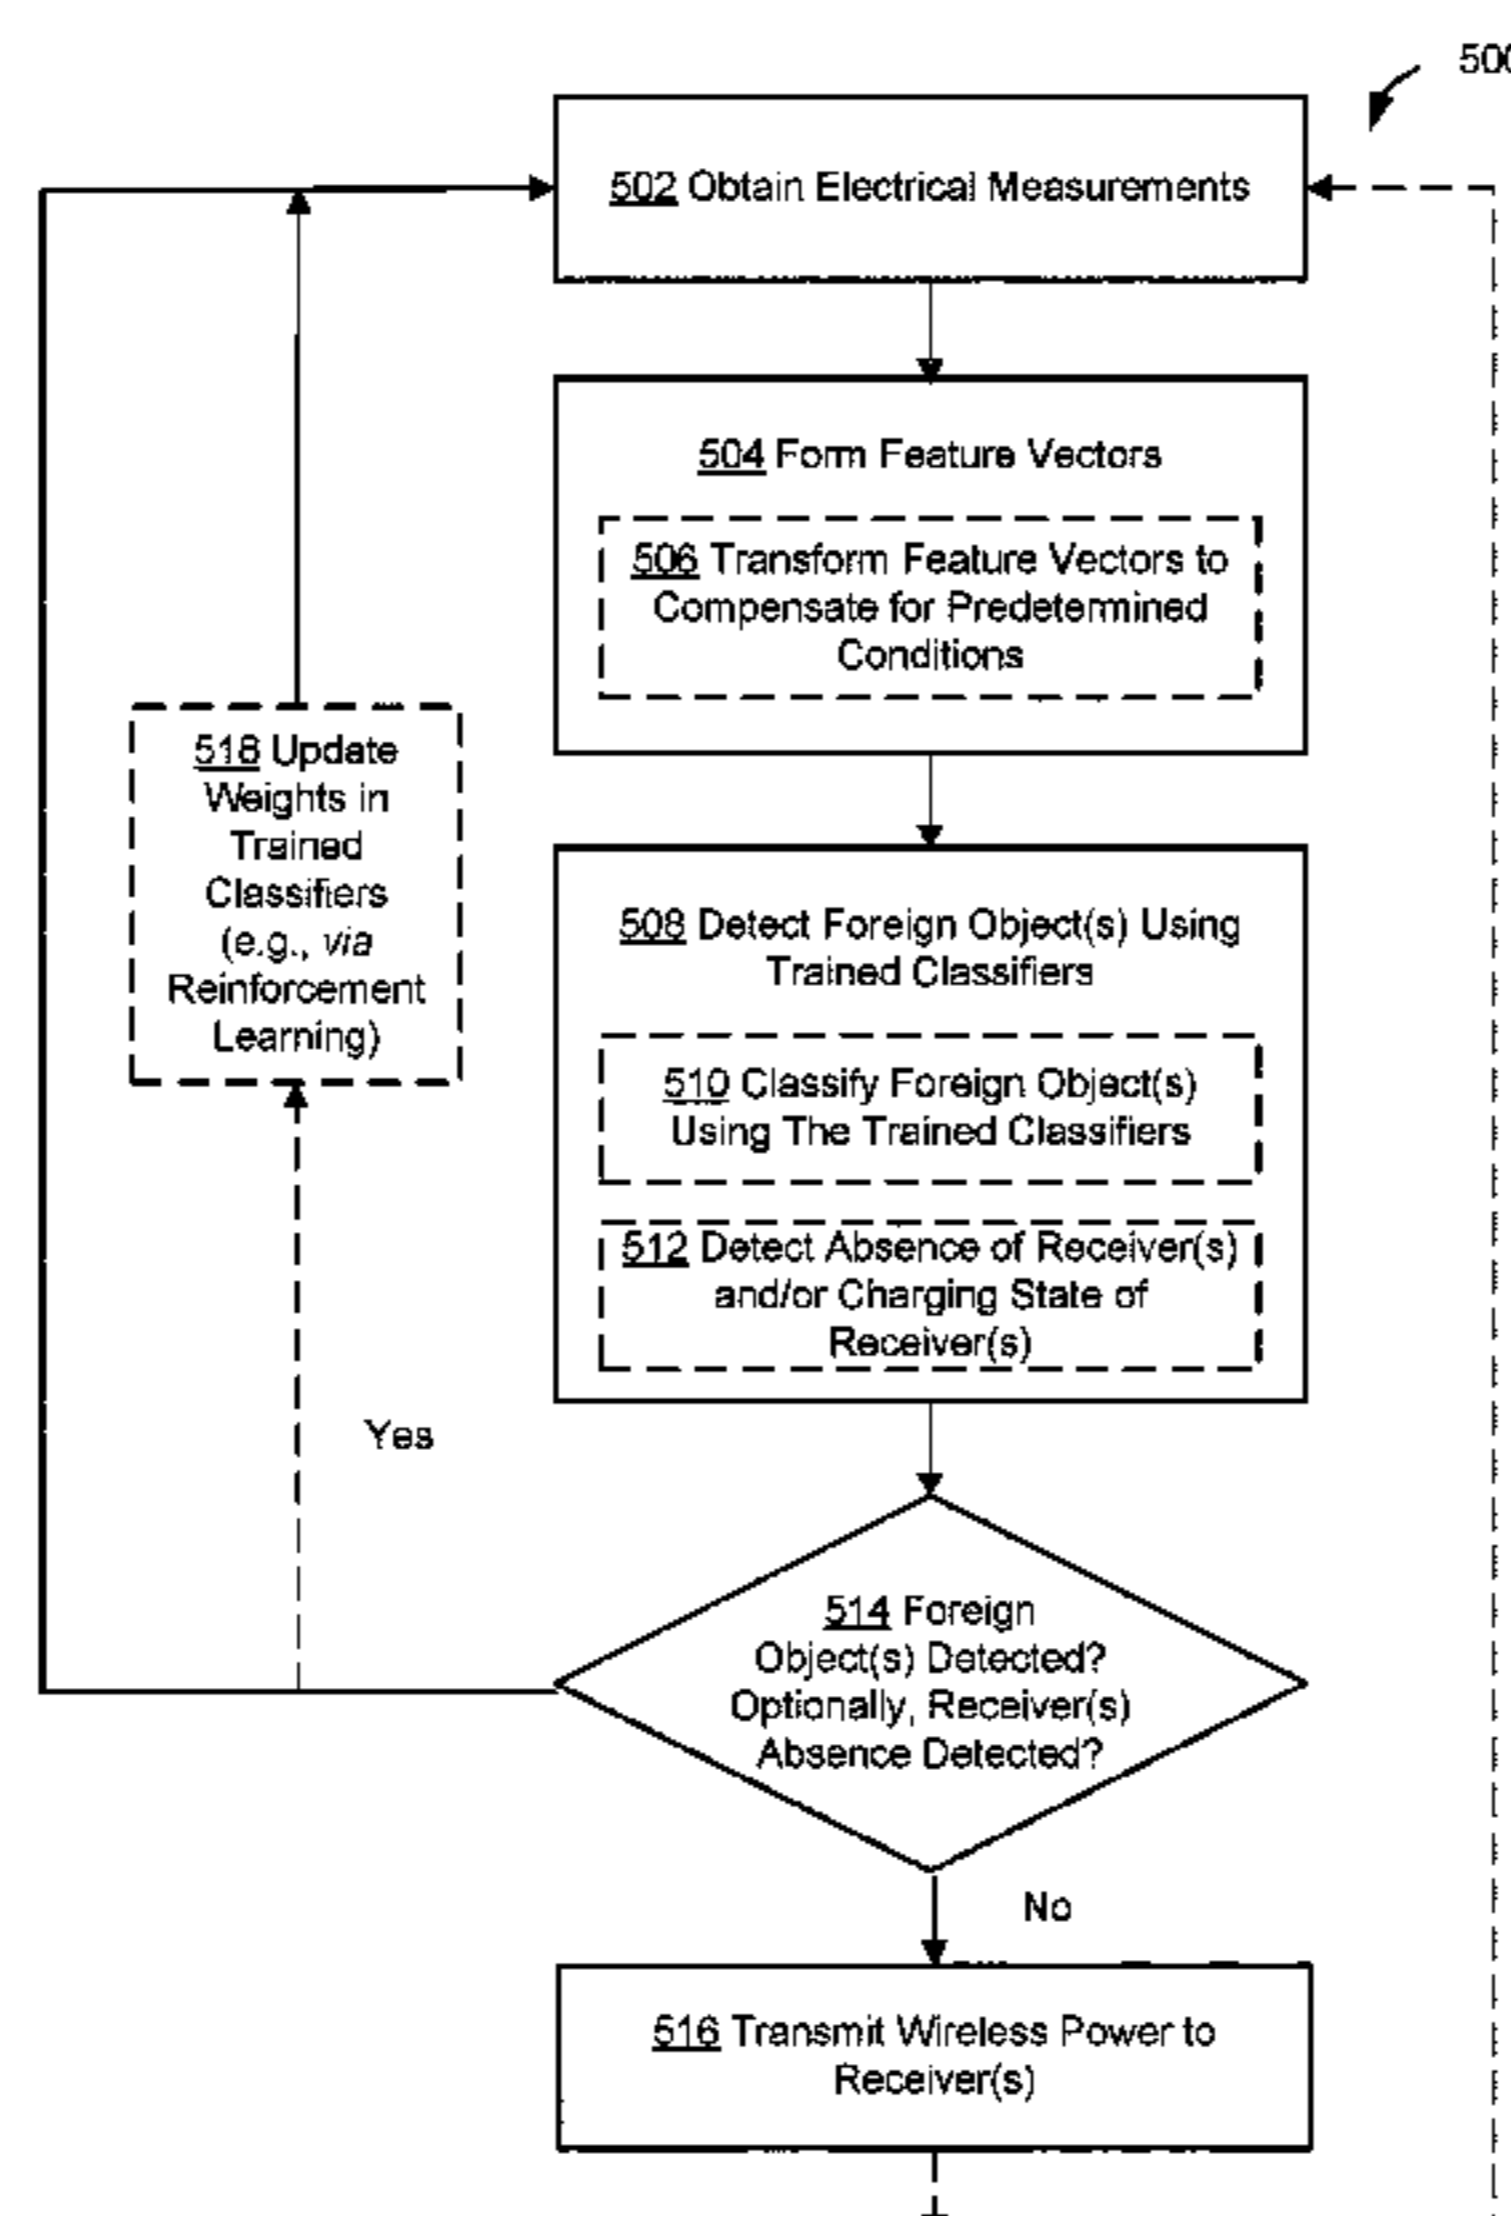 500
502 Obtain Electrical Measurements
504 Form Feature Vectors
506 Transform Feature Vectors to
Compensate for Predetermined
Conditions
518 Update
Weights in
Trained
Classifiers
(e.g., via
Reinforcement
Learning)
508 Detect Foreign Object(s) Using
Trained Classifiers
510 Classify Foreign Object(s)
Using The Trained Classifiers
512 Detect Absence of Receiver(s)
and/or Charging State of
Receiver(s)
Yes
514 Foreign
Object(s) Detected?
Optionally, Receiver(s)
Absence Detected?
No
516 Transmit Wireless Power to
Receiver(s)